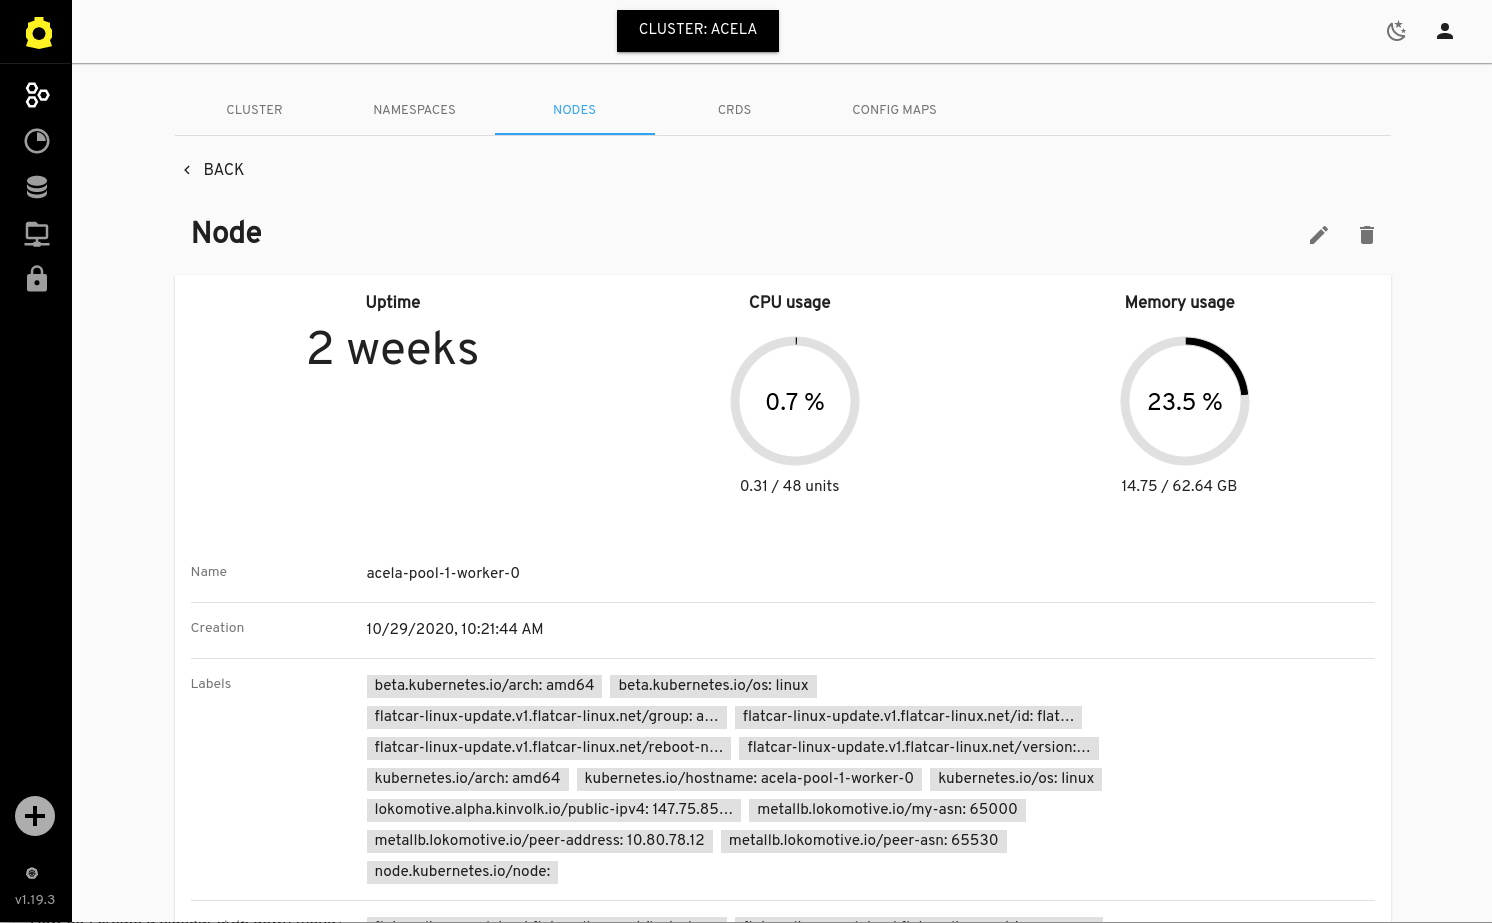 CLUSTER: ACELA
CLUSTER NAMESPACES NODES CRDS CONFIG MAPS
BACK
Node
Uptime CPU usage Memory usage
2 weeks
0.7 % 23.5 %
0.31 / 48 units 14.75 / 62.64 GB
Name acela-pool-1-worker-0
Creation 10/29/2020, 10:21:44 AM
Labels beta.kubernetes.io/arch: amd64 beta.kubernetes.io/os: linux
flatcar-linux-update.v1.flatcar-linux.net/group: a... flatcar-linux-update.v1.flatcar-linux.net/id: flat...
flatcar-linux-update.v1.flatcar-linux.net/reboot-n... flatcar-linux-update.v1.flatcar-linux.net/version:...
kubernetes.io/arch: amd64 kubernetes.io/hostname: acela-pool-1-worker-0 kubernetes.io/os: linux
lokomotive.alpha.kinvolk.io/public-ipv4: 147.75.85... metallb.lokomotive.io/my-asn: 65000
metallb.lokomotive.io/peer-address: 10.80.78.12 metallb.lokomotive.io/peer-asn: 65530
node.kubernetes.io/node:
v1.19.3